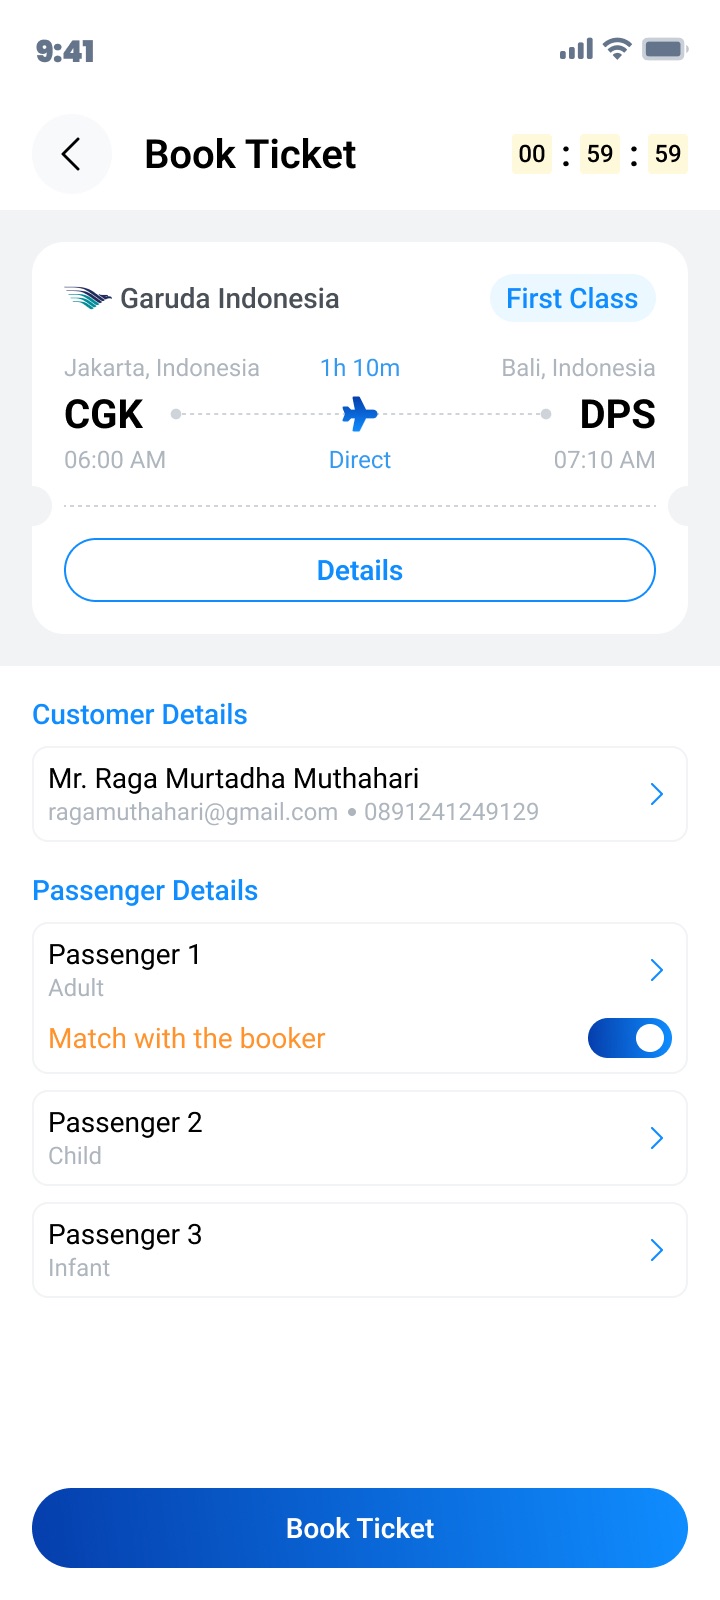 9:41
Book Ticket
00 : 59 : 59
Garuda Indonesia
First Class
Jakarta, Indonesia
1h 10m
Bali, Indonesia
CGK
DPS
06:00 AM
Direct
07:10 AM
Details
Customer Details
Mr. Raga Murtadha Muthahari
ragamuthahari@gmail.com • 0891241249129
Passenger Details
Passenger 1
Adult
Match with the booker
Passenger 2
Child
Passenger 3
Infant
Book Ticket